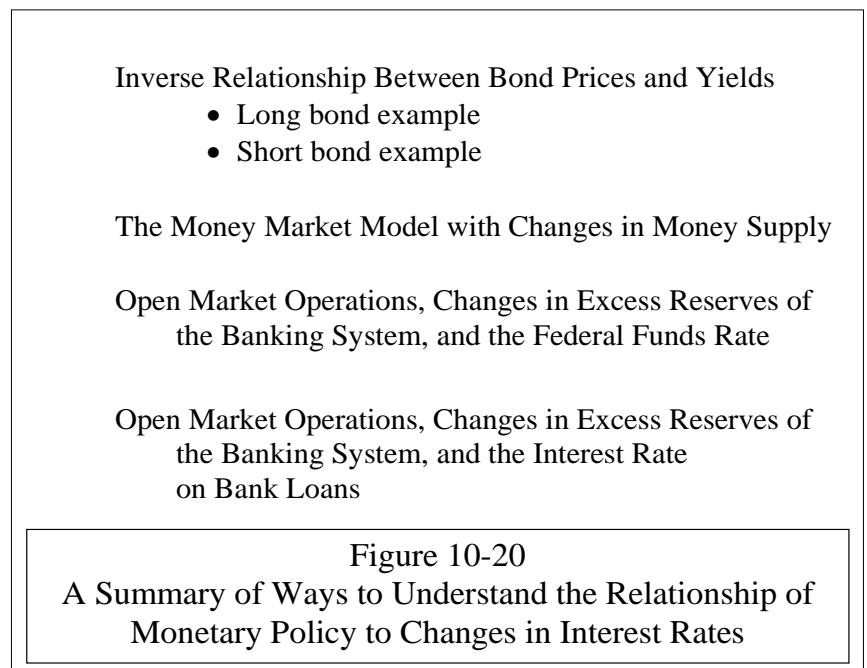 Inverse Relationship Between Bond Prices and Yields
• Long bond example
• Short bond example
The Money Market Model with Changes in Money Supply
Open Market Operations, Changes in Excess Reserves of
the Banking System, and the Federal Funds Rate
Open Market Operations, Changes in Excess Reserves of
the Banking System, and the Interest Rate
on Bank Loans
Figure 10-20
A Summary of Ways to Understand the Relationship of
Monetary Policy to Changes in Interest Rates